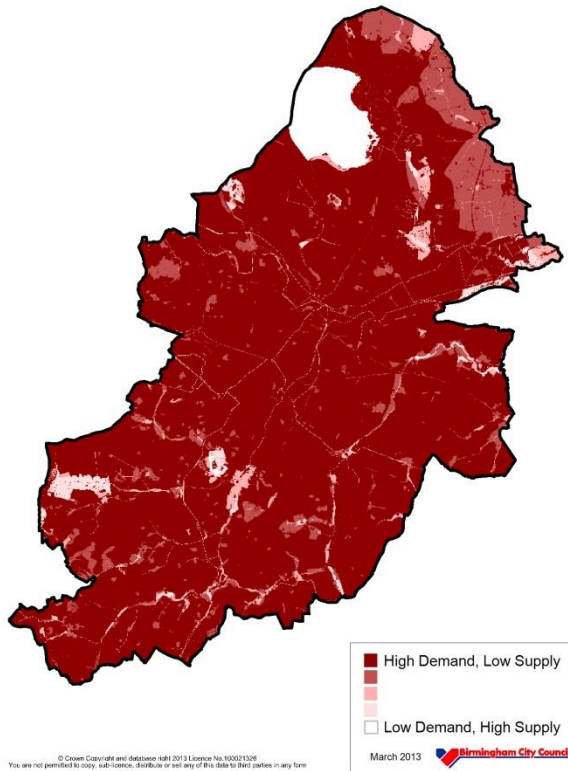 High Demand, Low Supply
Low Demand, High Supply
March 2013
Birmingham City Council
© Crown Copyright and database right 2013 Licence No.100021326
You are not permitted to copy, sub-licence, distribute or sell any of this data to third parties in any form